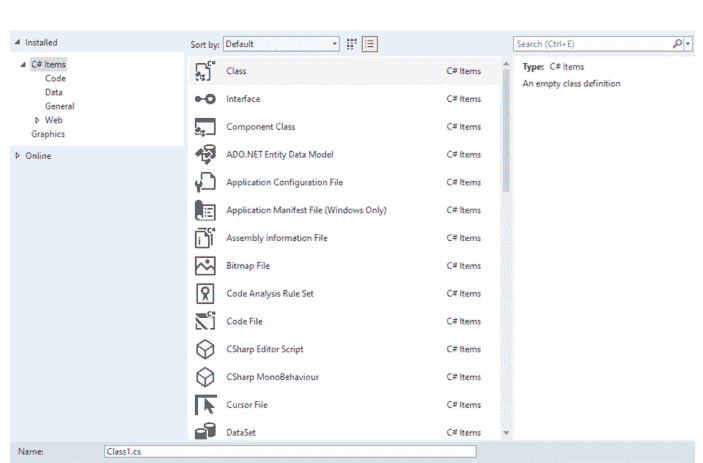 Installed
Sort by: Default
Search (Ctrl+E)
C# Items
Code
Data
General
Web
Graphics
Online
Class C# Items
Interface C# Items
Component Class C# Items
ADO.NET Entity Data Model C# Items
Application Configuration File C# Items
Application Manifest File (Windows Only) C# Items
Assembly Information File C# Items
Bitmap File C# Items
Code Analysis Rule Set C# Items
Code File C# Items
CSharp Editor Script C# Items
CSharp MonoBehaviour C# Items
Cursor File C# Items
DataSet C# Items
Type: C# Items
An empty class definition
Name: Class1.cs